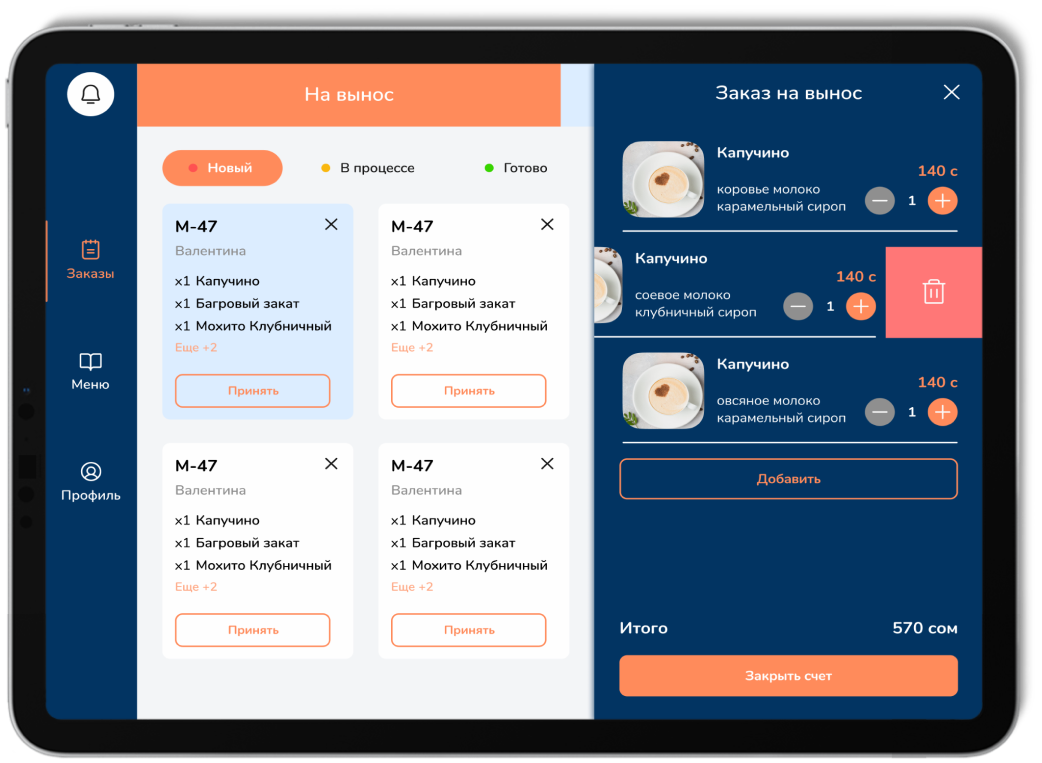 На вынос
Новый
В процессе
Готово
Заказы
Меню
Профиль
М-47
Валентина
x1 Капучино
x1 Багровый закат
x1 Мохито Клубничный
Еще +2
Принять
М-47
Валентина
x1 Капучино
x1 Багровый закат
x1 Мохито Клубничный
Еще +2
Принять
М-47
Валентина
x1 Капучино
x1 Багровый закат
x1 Мохито Клубничный
Еще +2
Принять
М-47
Валентина
x1 Капучино
x1 Багровый закат
x1 Мохито Клубничный
Еще +2
Принять
Заказ на вынос
Капучино
140 с
коровье молоко
карамельный сироп
1
Капучино
140 с
соевое молоко
клубничный сироп
1
Капучино
140 с
овсяное молоко
карамельный сироп
1
Добавить
Итого
570 сом
Закрыть счет